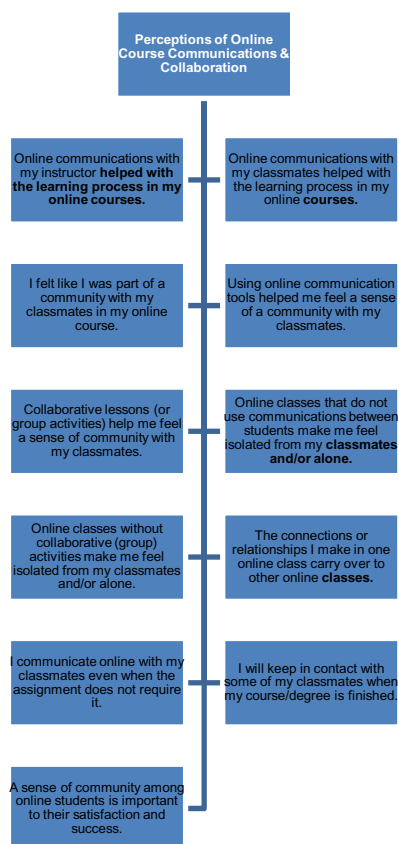 Perceptions of Online
Course Communications &
Collaboration
Online communications with
my instructor helped with
the learning process in my
online courses.
Online communications with
my classmates helped with
the learning process in my
online courses.
I felt like I was part of a
community with my
classmates in my online
course.
Using online communication
tools helped me feel a sense
of a community with my
classmates.
Collaborative lessons (or
group activities) help me feel
a sense of community with
my classmates.
Online classes that do not
use communications between
students make me feel
isolated from my classmates
and/or alone.
Online classes without
collaborative (group)
activities make me feel
isolated from my classmates
and/or alone.
The connections or
relationships I make in one
online class carry over to
other online classes.
I communicate online with my
classmates even when the
assignment does not require
it.
I will keep in contact with
some of my classmates when
my course/degree is finished.
A sense of community among
online students is important
to their satisfaction and
success.